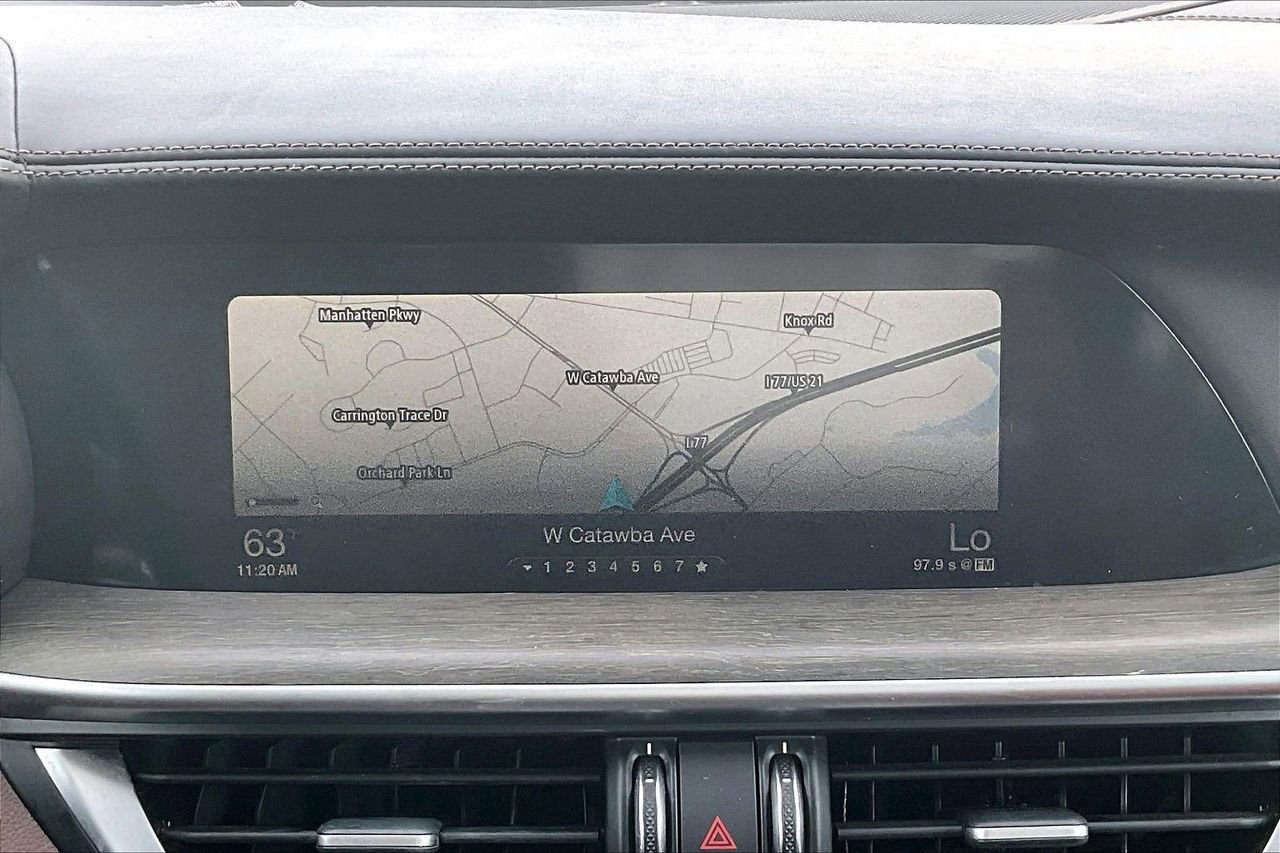 Manhatten Pkwy
Knox Rd
W Catawba Ave
I 77/US 21
Carrington Trace Dr
I 77
Orchard Park Ln
63°
W Catawba Ave
Lo
11:20 AM
1 2 3 4 5 6 7
97.9 s @ FM